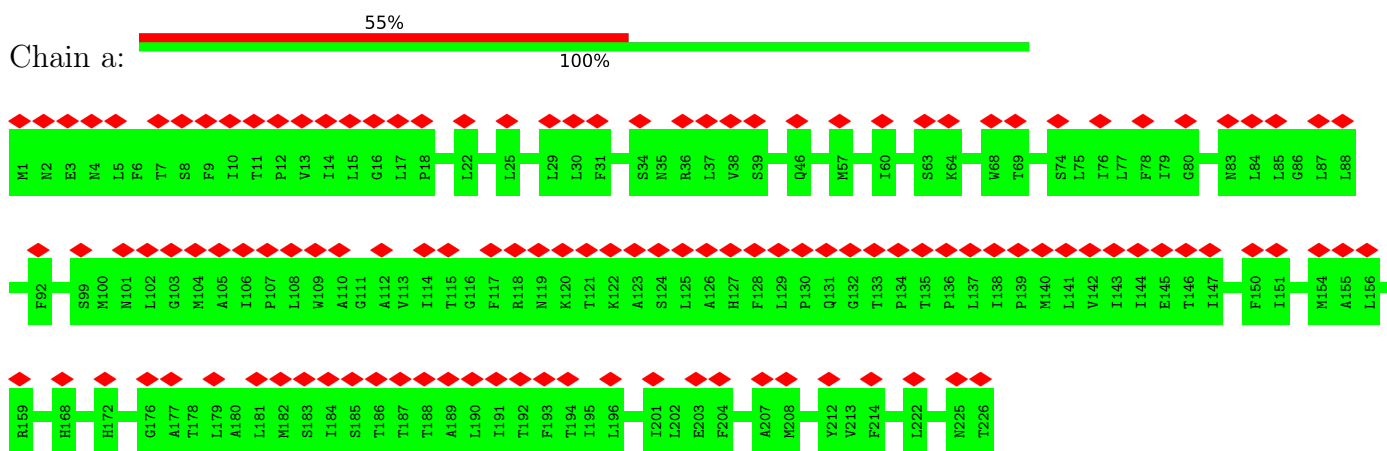 55%
Chain a:
100%
M1 N2 E3 N4 L5 F6 T7 S8 F9 I10 T11 P12 V13 I14 L15 G16 L17 P18 L22 L25 L29 L30 F31 S34 N35 R36 L37 V38 S39 Q46 M57 I60 S63 K64 W68 T69 S74 L75 I76 L77 F78 I79 G80 N83 L84 L85 G86 L87 L88
F92 S99 M100 N101 L102 G103 M104 A105 I106 P107 L108 W109 A110 G111 A112 V113 I114 T115 G116 F117 R118 N119 K120 T121 K122 A123 S124 L125 A126 H127 F128 L129 P130 Q131 G132 T133 P134 T135 P136 L137 I138 P139 M140 L141 V142 I143 I144 E145 T146 I147 F150 I151 M154 A155 L156
R159 H168 H172 G176 A177 T178 L179 A180 L181 M182 S183 I184 S185 T186 T187 T188 A189 L190 I191 T192 F193 T194 I195 L196 I201 L202 E203 F204 A207 M208 Y212 V213 F214 L222 N225 T226